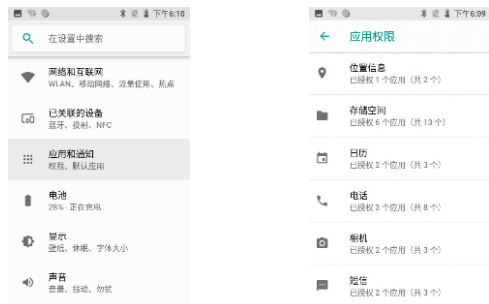 下午6:10
在设置中搜索
网络和互联网
WLAN、移动网络、流量使用、热点
已关联的设备
蓝牙、投射、NFC
应用和通知
权限、默认应用
电池
28% - 正在充电
显示
壁纸、休眠、字体大小
声音
音量、振动、勿扰
下午6:09
应用权限
位置信息
已授权 1 个应用（共 2 个）
存储空间
已授权 6 个应用（共 13 个）
日历
已授权 2 个应用（共 3 个）
电话
已授权 3 个应用（共 8 个）
相机
已授权 2 个应用（共 3 个）
短信
已授权 2 个应用（共 3 个）